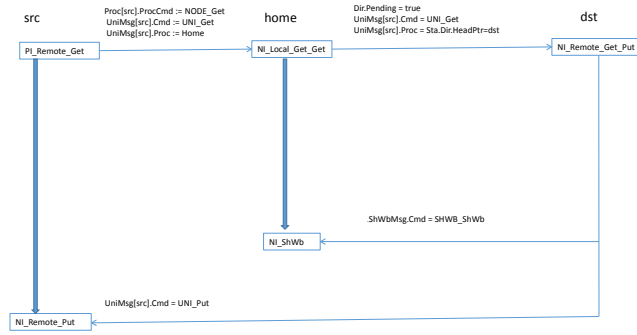 src
home
dst
Proc[src].ProcCmd := NODE_Get
UniMsg[src].Cmd := UNI_Get
UniMsg[src].Proc := Home
Dir.Pending = true
UniMsg[src].Cmd = UNI_Get
UniMsg[src].Proc = Sta.Dir.HeadPtr=dst
PI_Remote_Get
NI_Local_Get_Get
NI_Remote_Get_Put
ShWbMsg.Cmd = SHWB_ShWb
NI_ShWb
UniMsg[src].Cmd = UNI_Put
NI_Remote_Put